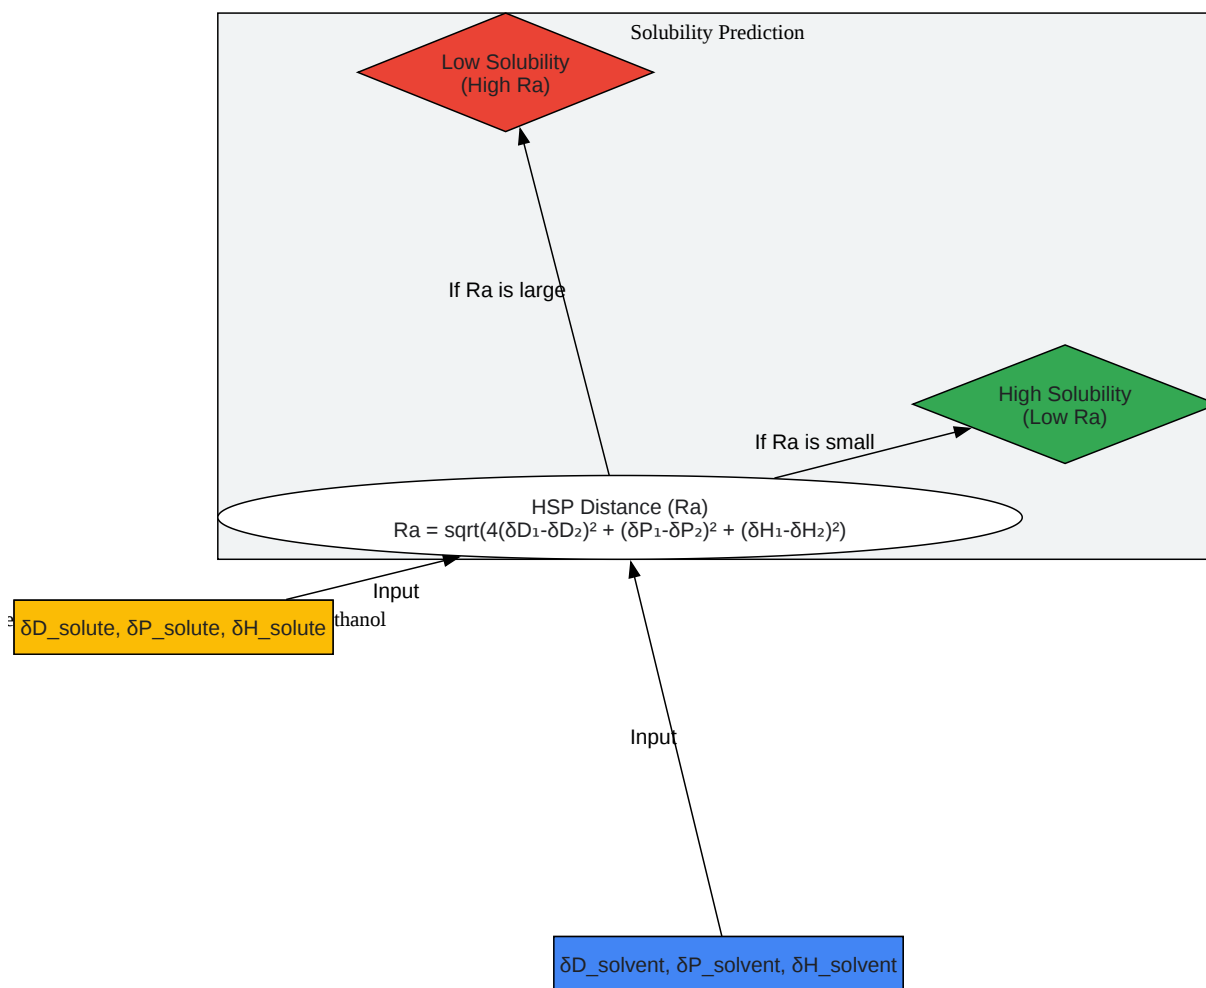 Solubility Prediction
Low Solubility
(High Ra)
If Ra is large
High Solubility
(Low Ra)
If Ra is small
HSP Distance (Ra)
Ra = sqrt(4(δD₁-δD₂)² + (δP₁-δP₂)² + (δH₁-δH₂)²)
Input
δD_solute, δP_solute, δH_solute
thanol
Input
δD_solvent, δP_solvent, δH_solvent